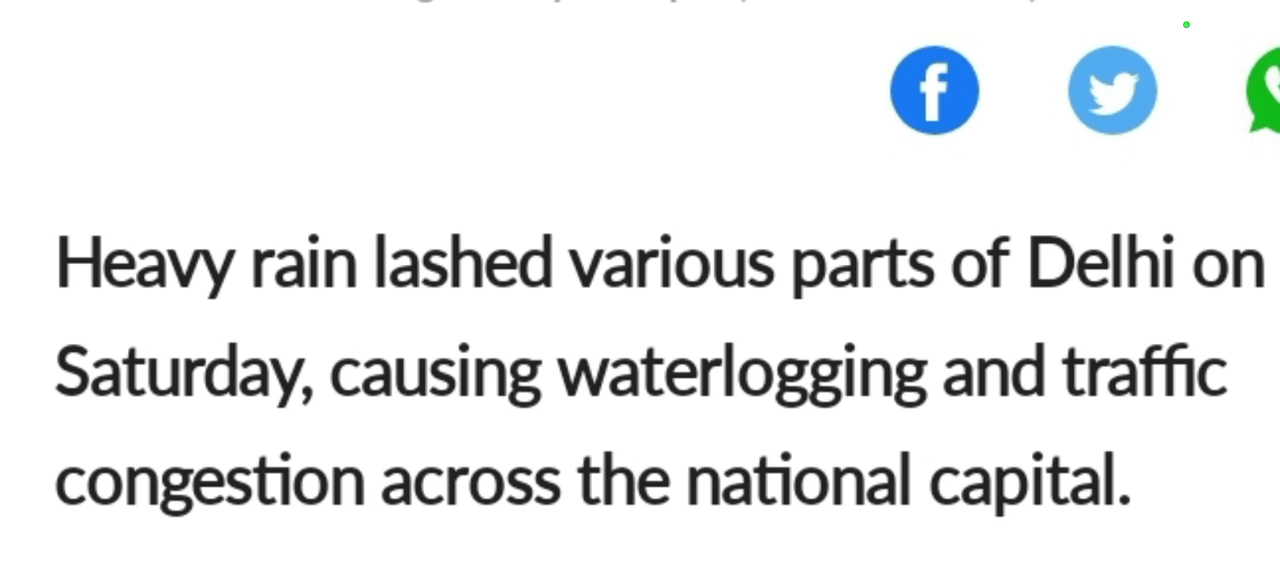 Heavy rain lashed various parts of Delhi on
Saturday, causing waterlogging and traffic
congestion across the national capital.